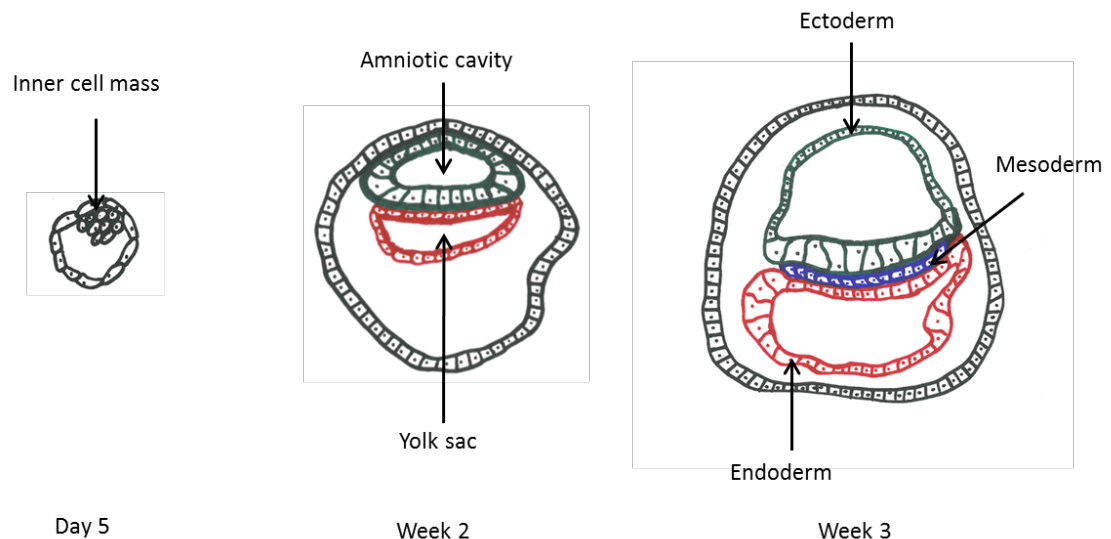 Inner cell mass
Amniotic cavity
Yolk sac
Ectoderm
Mesoderm
Endoderm
Day 5
Week 2
Week 3